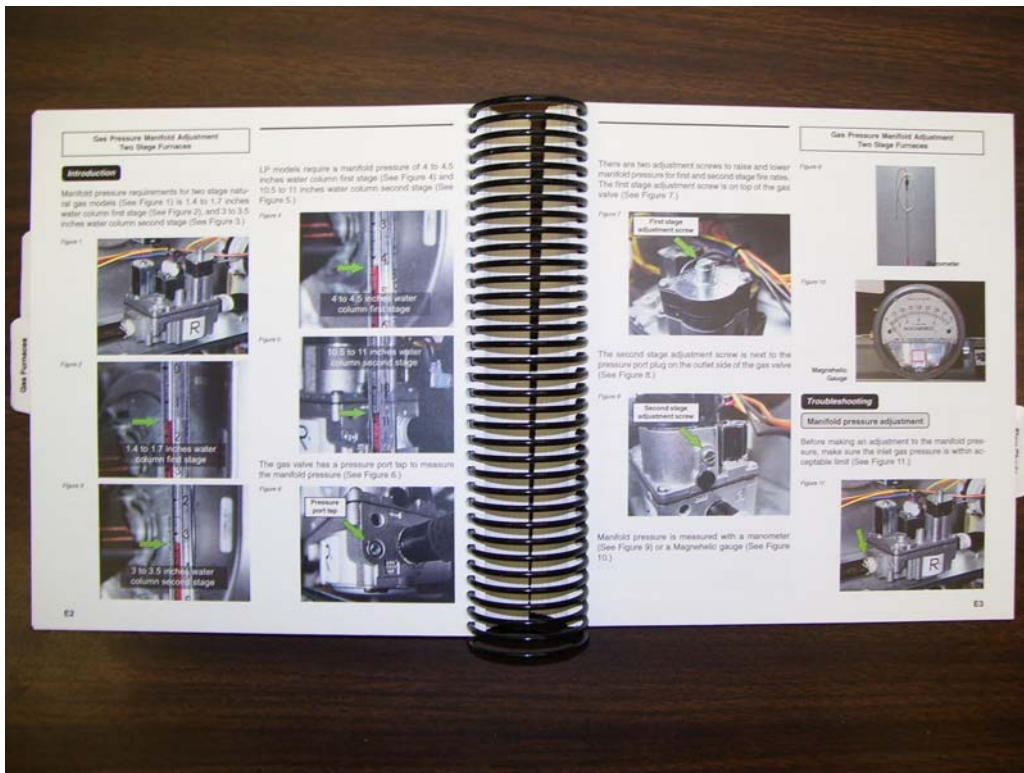 Gas Pressure Manifold Adjustment
Two Stage Furnaces
Introduction
Manifold pressure requirements for two stage natu-
ral gas models (See Figure 1) is 1.4 to 1.7 inches
water column first stage (See Figure 2), and 3 to 3.5
inches water column second stage (See Figure 3.)
Figure 1
R
Figure 2
1.4 to 1.7 inches water
column first stage
Figure 3
3 to 3.5 inches water
column second stage
E2
Gas Furnaces
LP models require a manifold pressure of 4 to 4.5
inches water column first stage (See Figure 4) and
10.5 to 11 inches water column second stage (See
Figure 5.)
Figure 4
4 to 4.5 inches water
column first stage
Figure 5
10.5 to 11 inches water
column second stage
The gas valve has a pressure port tap to measure
the manifold pressure (See Figure 6.)
Figure 6
Pressure
port tap
There are two adjustment screws to raise and lower
manifold pressure for first and second stage fire rates.
The first stage adjustment screw is on top of the gas
valve (See Figure 7.)
Figure 7
First stage
adjustment screw
The second stage adjustment screw is next to the
pressure port plug on the outlet side of the gas valve
(See Figure 8.)
Figure 8
Second stage
adjustment screw
Manifold pressure is measured with a manometer
(See Figure 9) or a Magnehelic gauge (See Figure
10.)
Gas Pressure Manifold Adjustment
Two Stage Furnaces
Figure 9
Manometer
Figure 10
Magnehelic
Gauge
Troubleshooting
Manifold pressure adjustment
Before making an adjustment to the manifold pres-
sure, make sure the inlet gas pressure is within ac-
ceptable limit (See Figure 11.)
Figure 11
R
E3